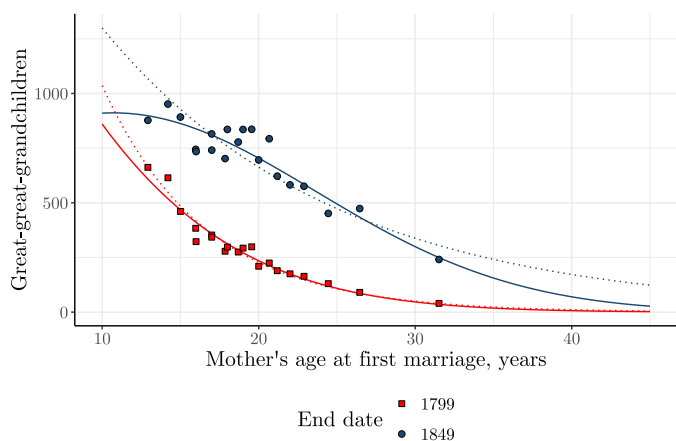 Great-great-grandchildren
1000
500
0
10 20 30 40
Mother's age at first marriage, years
End date
1799
1849